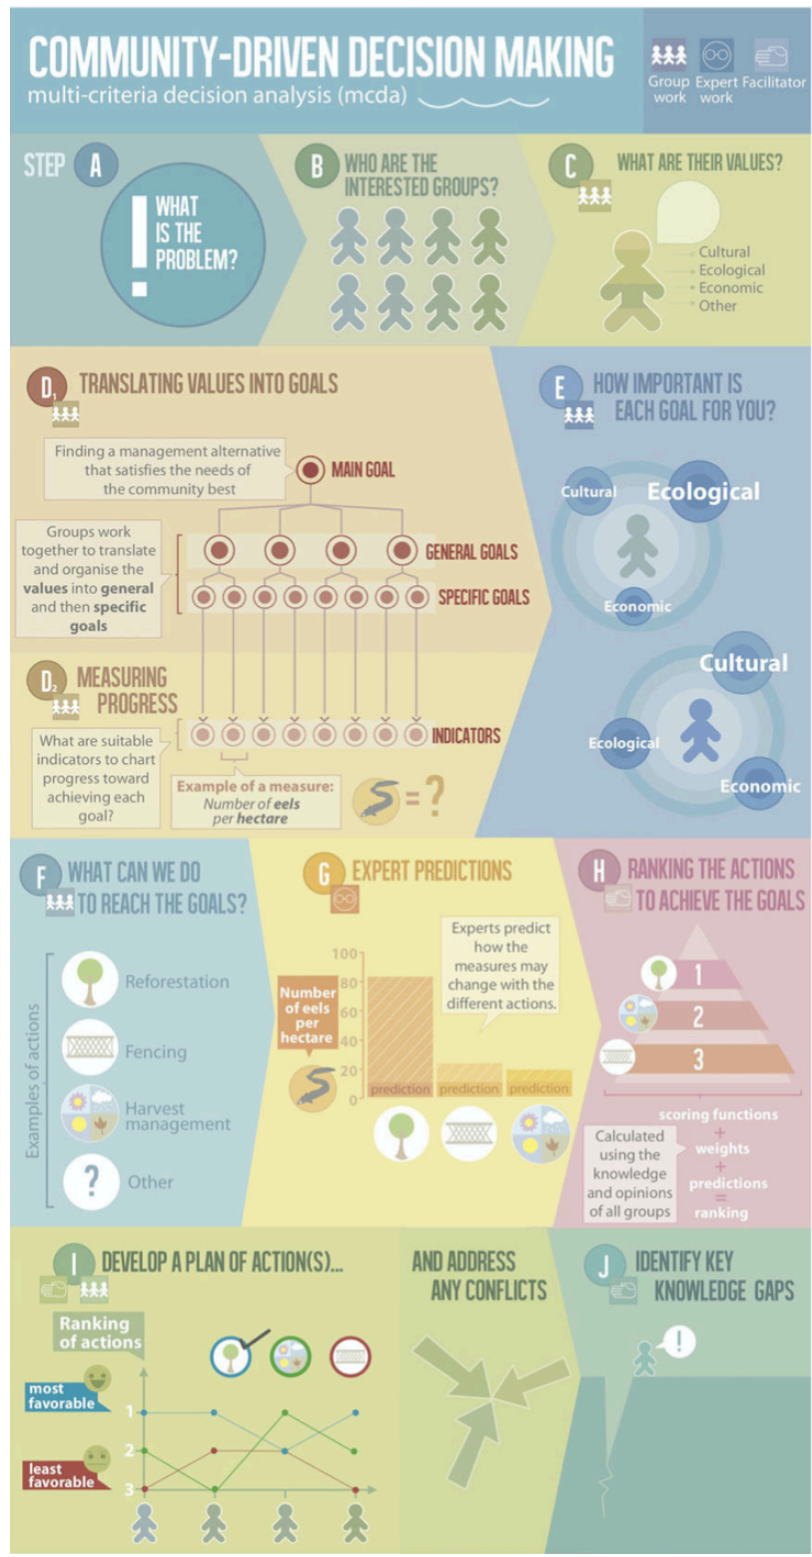 COMMUNITY-DRIVEN DECISION MAKING
multi-criteria decision analysis (mcda)
Group work
Expert work
Facilitator
STEP A
WHAT
IS THE
PROBLEM?
B WHO ARE THE
INTERESTED GROUPS?
C WHAT ARE THEIR VALUES?
Cultural
Ecological
Economic
Other
D1 TRANSLATING VALUES INTO GOALS
Finding a management alternative
that satisfies the needs of
the community best
MAIN GOAL
Groups work
together to translate
and organise the
values into general
and then specific
goals
GENERAL GOALS
SPECIFIC GOALS
D2 MEASURING
PROGRESS
What are suitable
indicators to chart
progress toward
achieving each
goal?
INDICATORS
Example of a measure:
Number of eels
per hectare
= ?
E HOW IMPORTANT IS
EACH GOAL FOR YOU?
Cultural
Ecological
Economic
Cultural
Ecological
Economic
F WHAT CAN WE DO
TO REACH THE GOALS?
Examples of actions
Reforestation
Fencing
Harvest
management
? Other
G EXPERT PREDICTIONS
Experts predict
how the
measures may
change with the
different actions.
Number
of eels
per
hectare
100
80
60
40
20
0
prediction
prediction
prediction
H RANKING THE ACTIONS
TO ACHIEVE THE GOALS
1
2
3
Calculated
using the
knowledge
and opinions
of all groups
scoring functions
+
weights
+
predictions
=
ranking
I DEVELOP A PLAN OF ACTION(S)...
Ranking
of actions
most
favorable
least
favorable
1
2
3
AND ADDRESS
ANY CONFLICTS
J IDENTIFY KEY
KNOWLEDGE GAPS
!